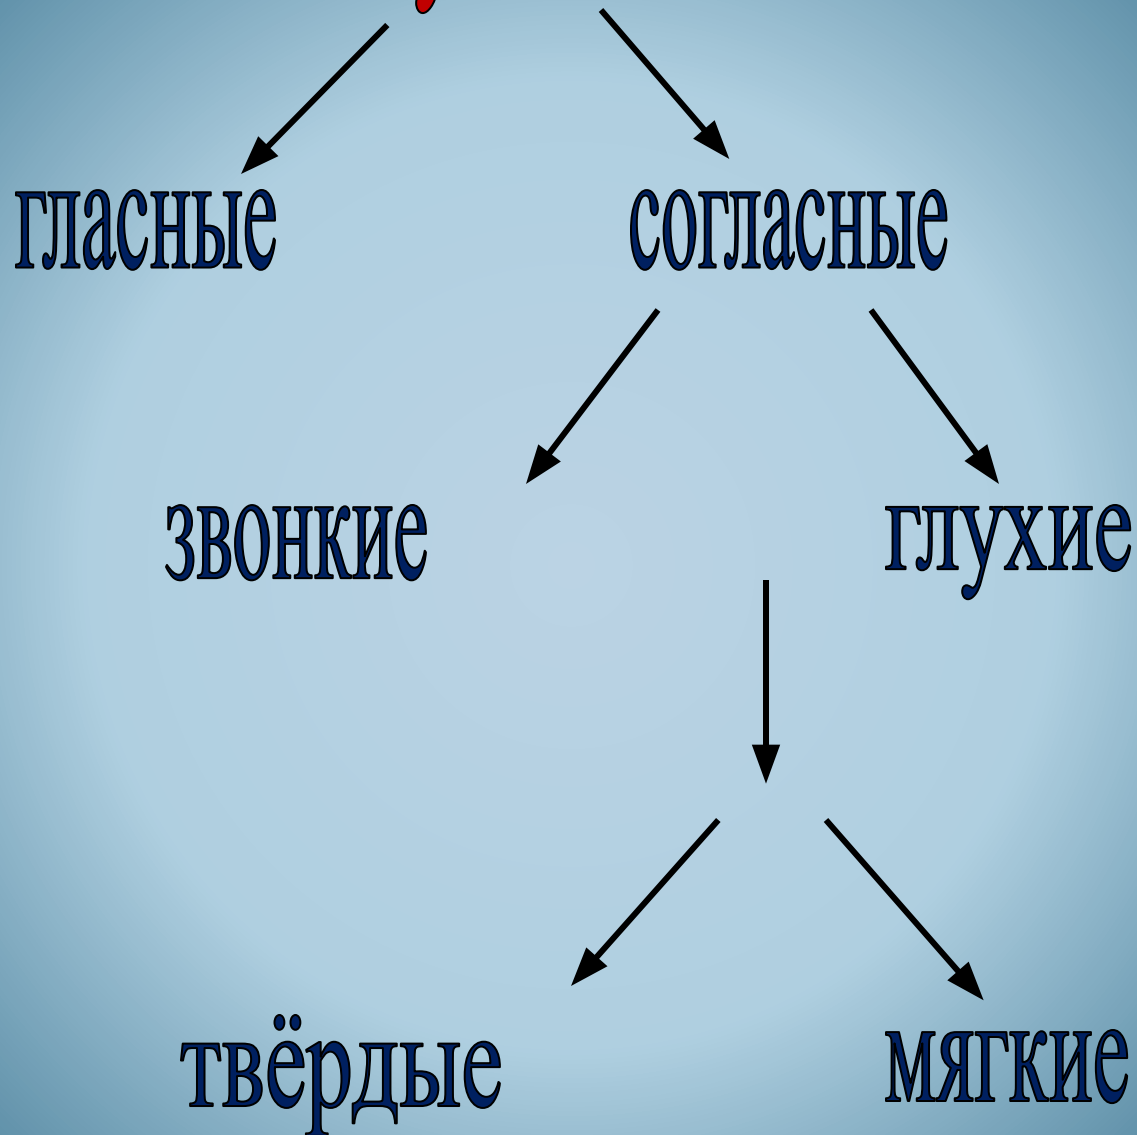 гласные согласные
звонкие глухие
твёрдые мягкие